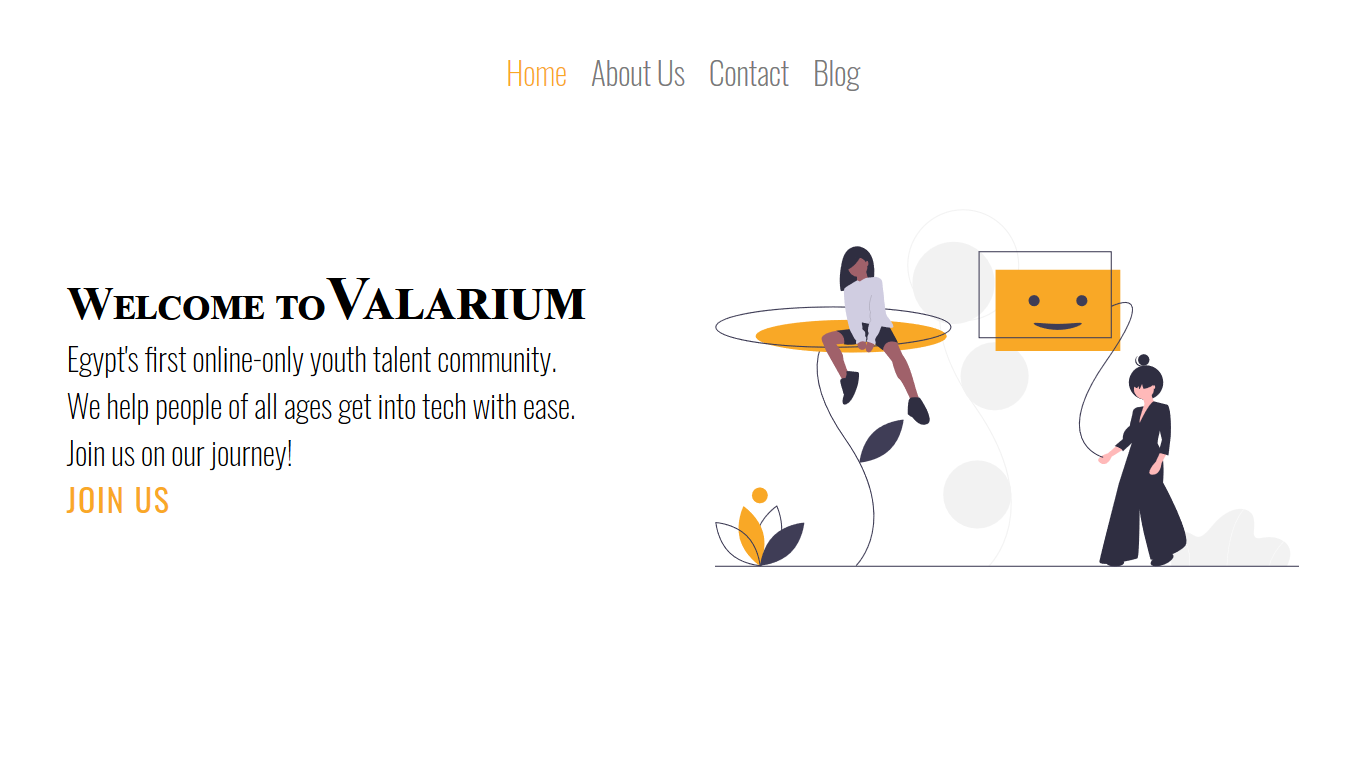 Home About Us Contact Blog
Welcome to Valarium
Egypt's first online-only youth talent community.
We help people of all ages get into tech with ease.
Join us on our journey!
JOIN US